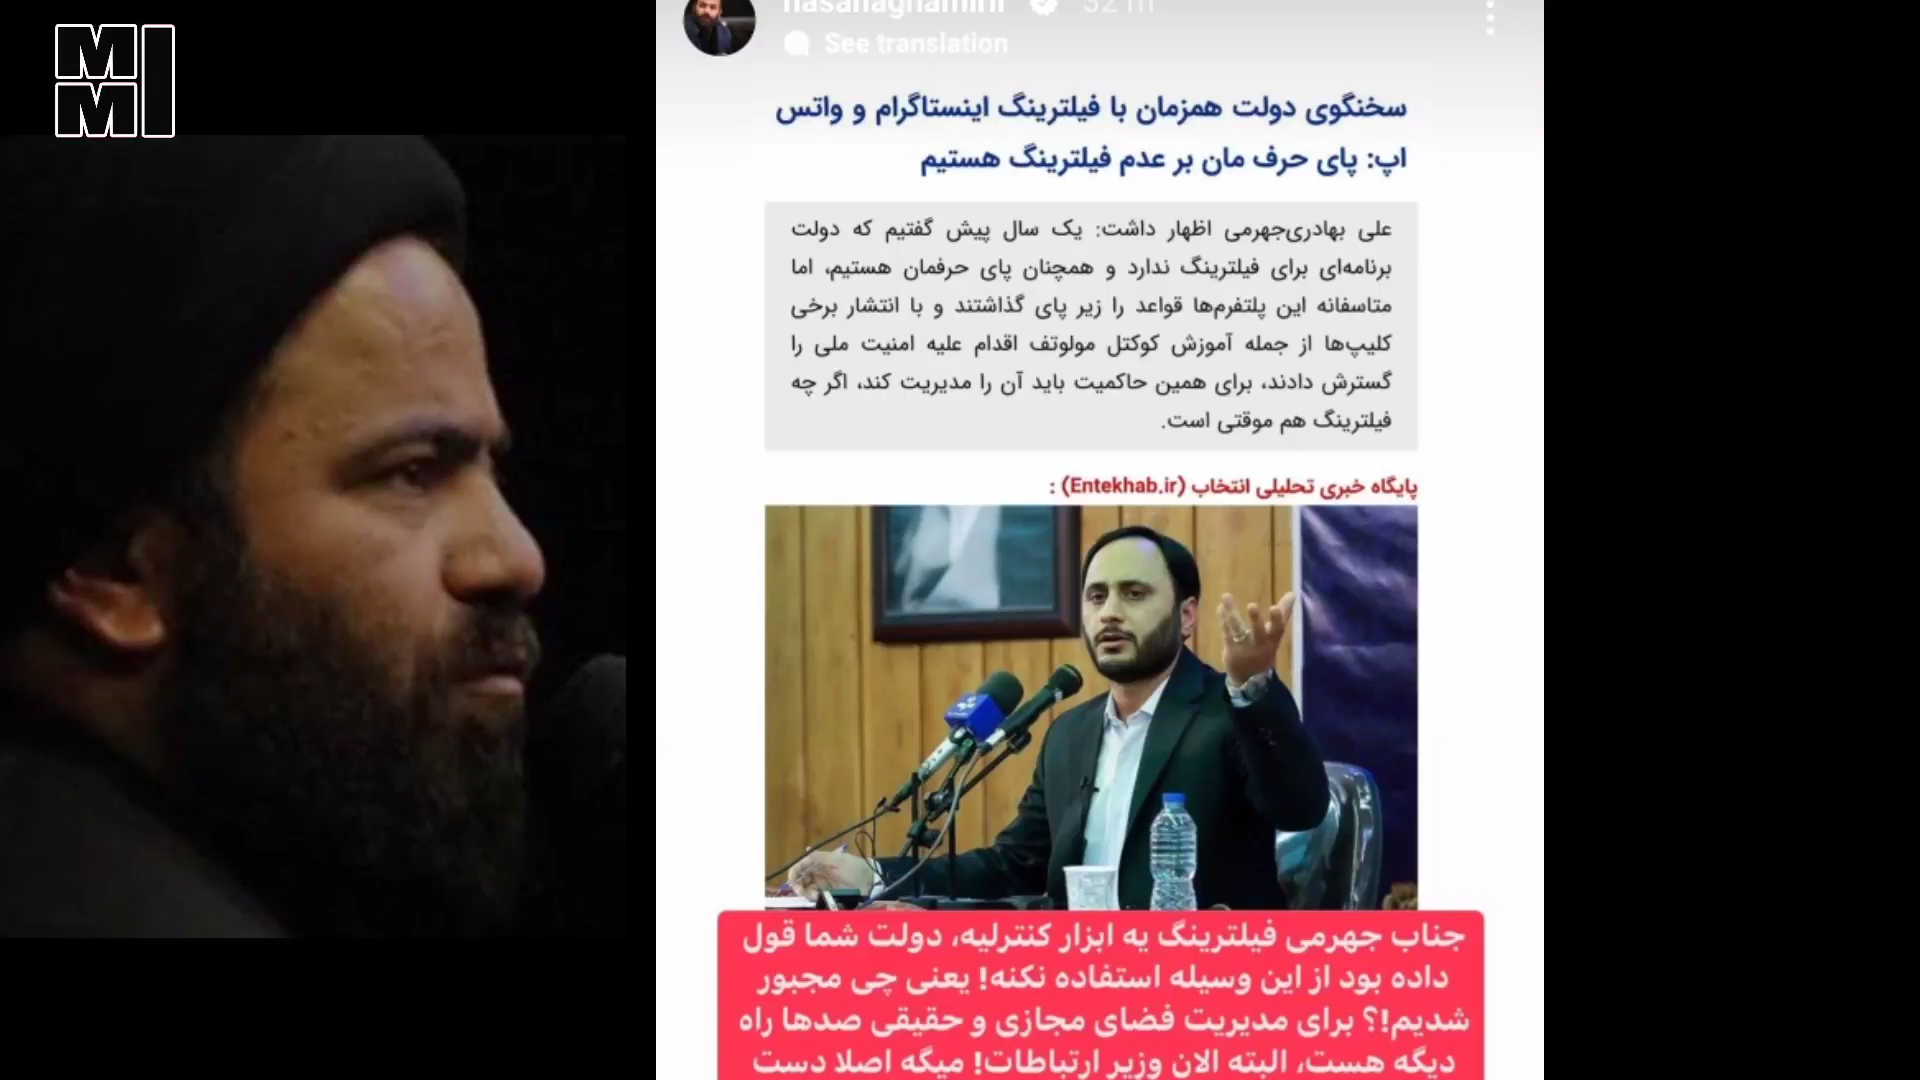 MMI
hasanaghamiri 32 m
See translation
سخنگوی دولت همزمان با فیلترینگ اینستاگرام و واتس
اپ: پای حرف مان بر عدم فیلترینگ هستیم
علی بهادری‌جهرمی اظهار داشت: یک سال پیش گفتیم که دولت
برنامه‌ای برای فیلترینگ ندارد و همچنان پای حرفمان هستیم، اما
متاسفانه این پلتفرم‌ها قواعد را زیر پای گذاشتند و با انتشار برخی
کلیپ‌ها از جمله آموزش کوکتل مولوتف اقدام علیه امنیت ملی را
گسترش دادند، برای همین حاکمیت باید آن را مدیریت کند، اگر چه
فیلترینگ هم موقتی است.
پایگاه خبری تحلیلی انتخاب (Entekhab.ir) :
جناب جهرمی فیلترینگ یه ابزار کنترلیه، دولت شما قول
داده بود از این وسیله استفاده نکنه! یعنی چی مجبور
شدیم!؟ برای مدیریت فضای مجازی و حقیقی صدها راه
دیگه هست، البته الان وزیر ارتباطات! میگه اصلا دست